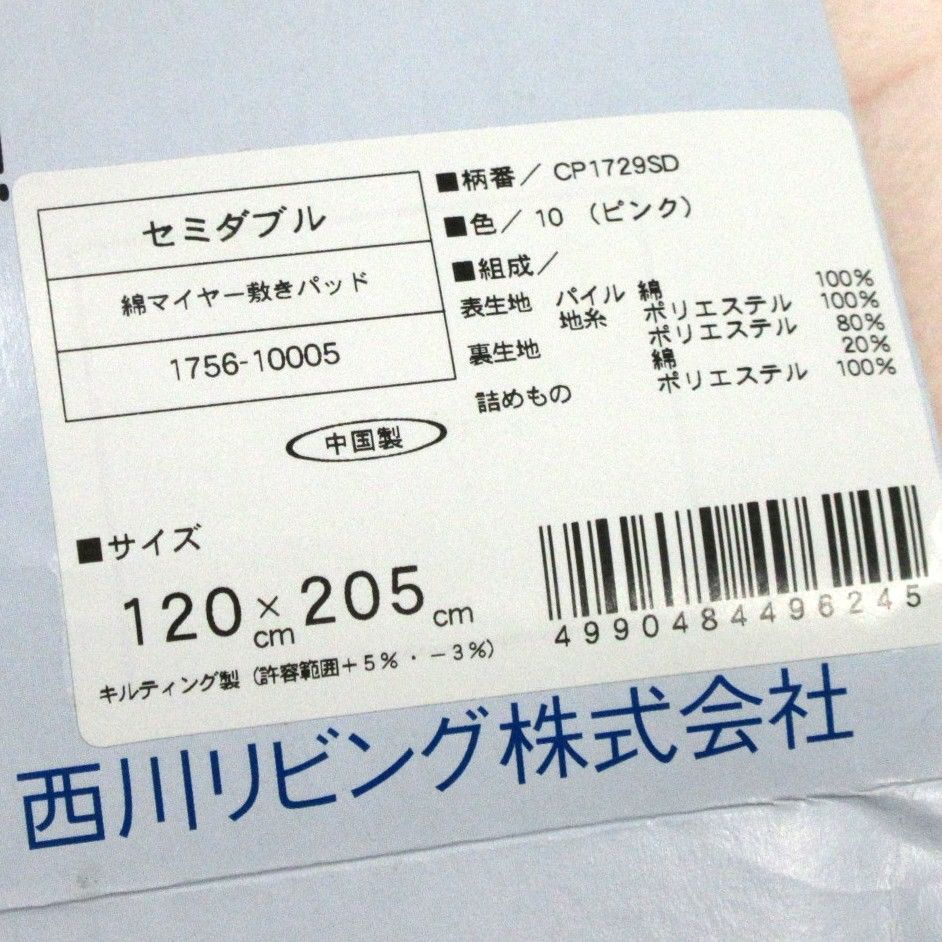 セミダブル
綿マイヤー敷きパッド
1756-10005
中国製
■柄番／ CP1729SD
■色／10 （ピンク）
■組成／
表生地 パイル 綿 100%
地糸 ポリエステル 100%
裏生地 ポリエステル 80%
綿 20%
詰めもの ポリエステル 100%
■サイズ
120cm×205cm
キルティング製（許容範囲＋5％・－3％）
4990484496245
西川リビング株式会社